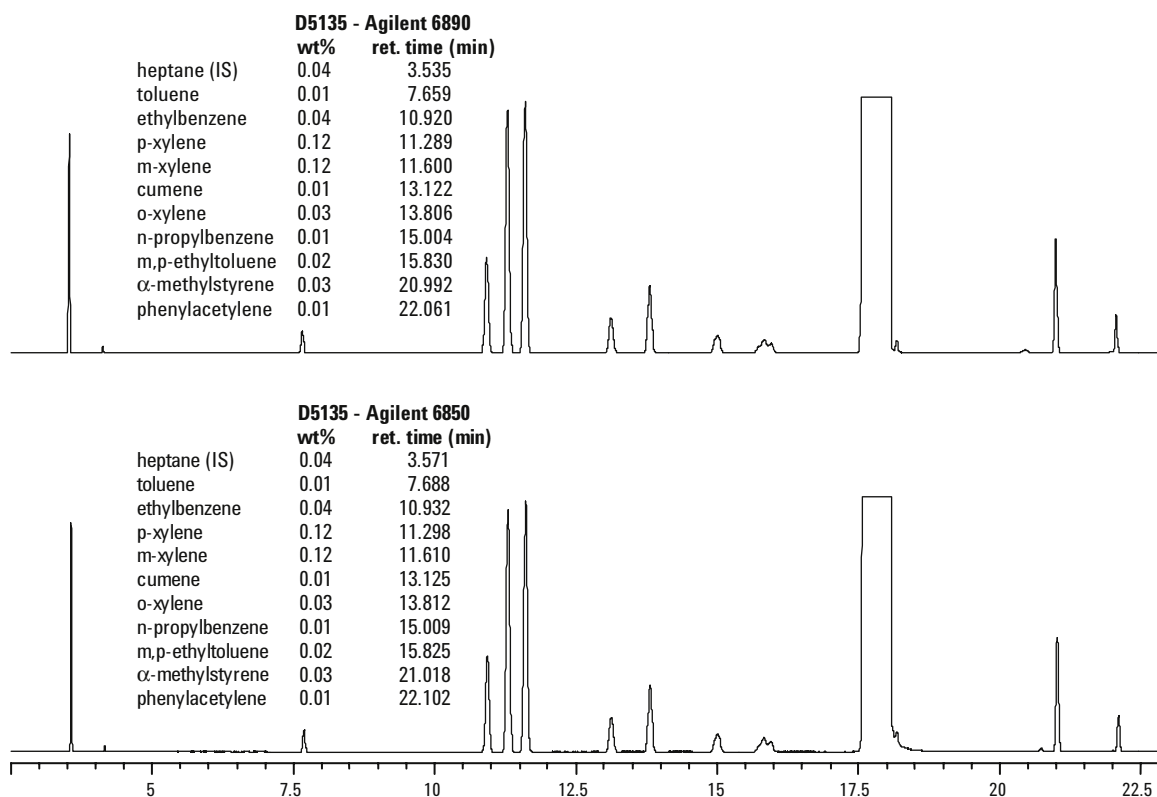 D5135 - Agilent 6890
wt% ret. time (min)
heptane (IS) 0.04 3.535
toluene 0.01 7.659
ethylbenzene 0.04 10.920
p-xylene 0.12 11.289
m-xylene 0.12 11.600
cumene 0.01 13.122
o-xylene 0.03 13.806
n-propylbenzene 0.01 15.004
m,p-ethyltoluene 0.02 15.830
α-methylstyrene 0.03 20.992
phenylacetylene 0.01 22.061
D5135 - Agilent 6850
wt% ret. time (min)
heptane (IS) 0.04 3.571
toluene 0.01 7.688
ethylbenzene 0.04 10.932
p-xylene 0.12 11.298
m-xylene 0.12 11.610
cumene 0.01 13.125
o-xylene 0.03 13.812
n-propylbenzene 0.01 15.009
m,p-ethyltoluene 0.02 15.825
α-methylstyrene 0.03 21.018
phenylacetylene 0.01 22.102
5 7.5 10 12.5 15 17.5 20 22.5